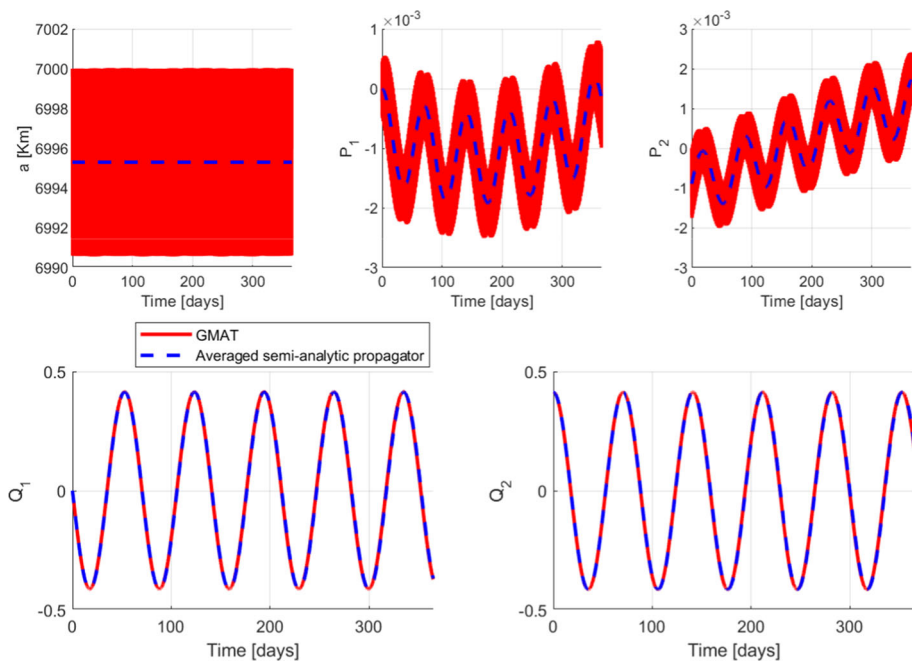 7002
7000
6998
6996
6994
6992
6990
a [Km]
0 100 200 300
Time [days]
×10⁻³
1
0
-1
-2
-3
P₁
0 100 200 300
Time [days]
×10⁻³
3
2
1
0
-1
-2
-3
P₂
0 100 200 300
Time [days]
GMAT
Averaged semi-analytic propagator
0.5
0
-0.5
Q₁
0 100 200 300
Time [days]
0.5
0
-0.5
Q₂
0 100 200 300
Time [days]